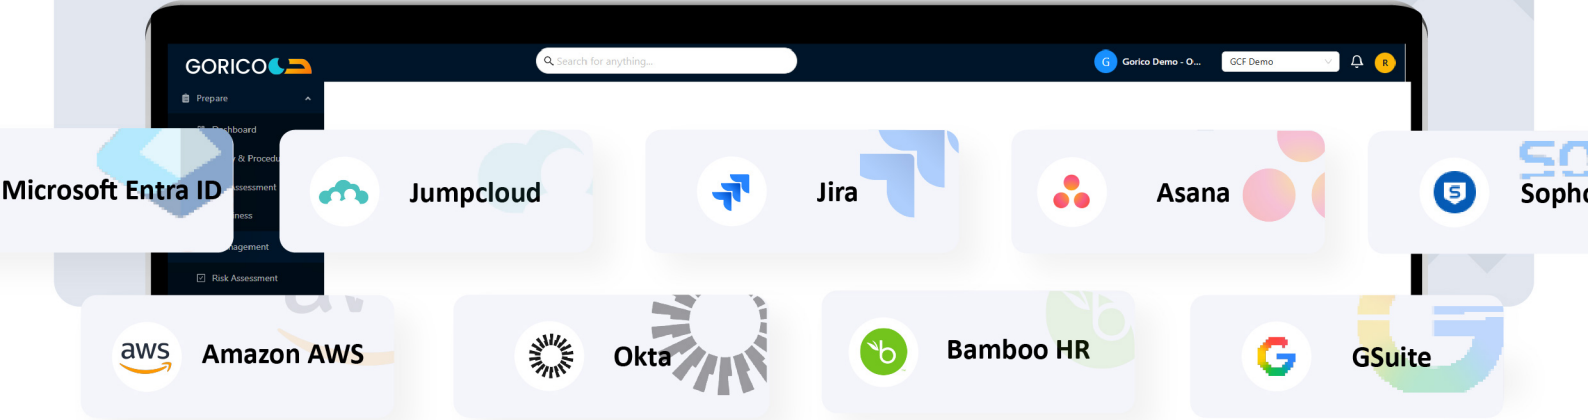 GORICO
Search for anything...
G
Gorico Demo - O...
GCF Demo
R
Prepare
Microsoft Entra ID
Jumpcloud
Jira
Asana
S
Risk Assessment
aws
Amazon AWS
Okta
Bamboo HR
G
GSuite